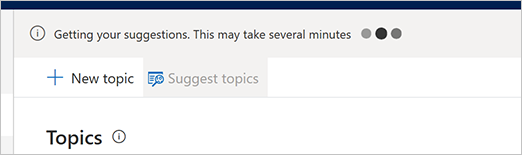 Getting your suggestions. This may take several minutes
New topic Suggest topics
Topics